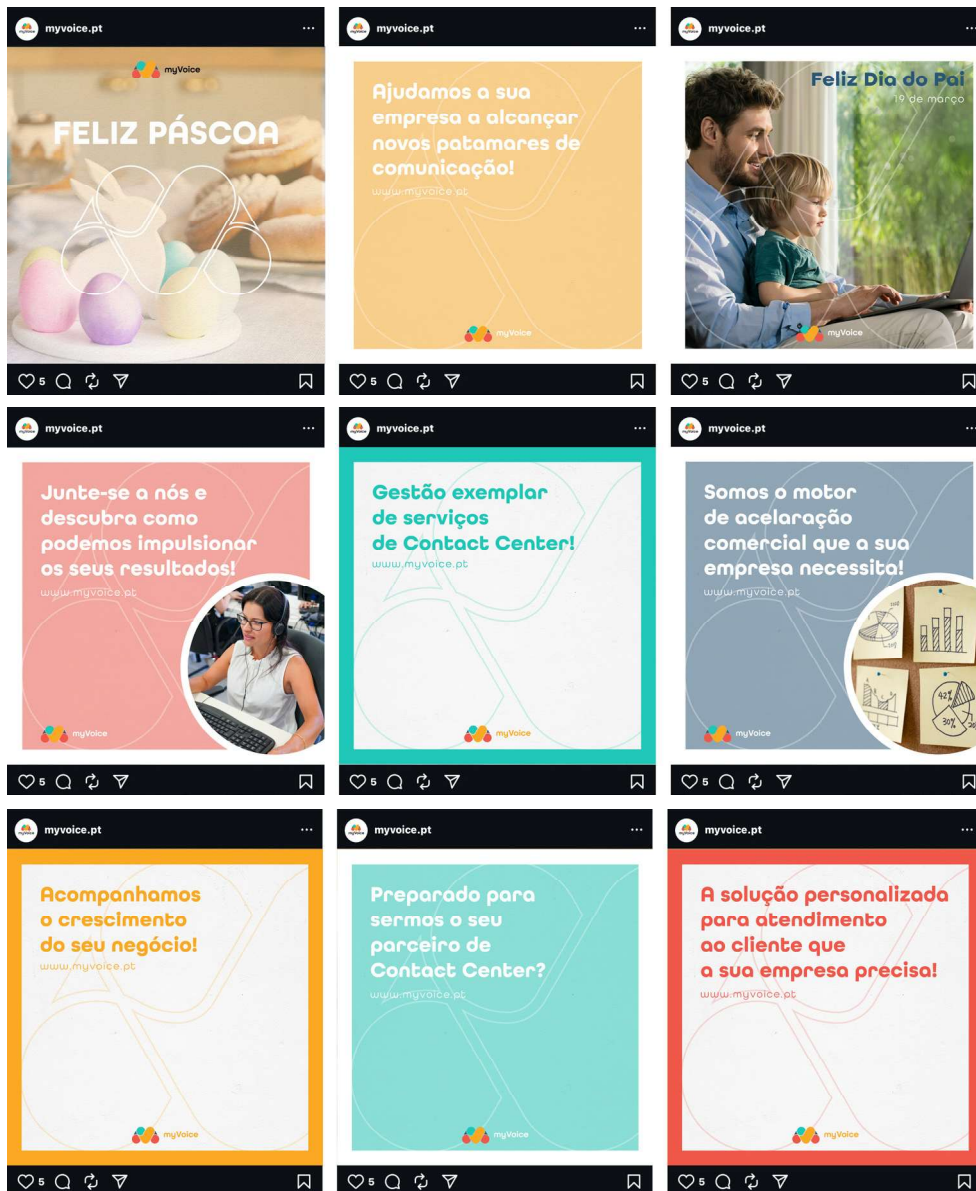 myvoice.pt
myVoice
FELIZ PÁSCOA
5
myvoice.pt
Ajudamos a sua
empresa a alcançar
novos patamares de
comunicação!
www.myvoice.pt
myVoice
5
myvoice.pt
Feliz Dia do Pai
19 de março
myVoice
5
myvoice.pt
Junte-se a nós e
descubra como
podemos impulsionar
os seus resultados!
www.myvoice.pt
myVoice
5
myvoice.pt
Gestão exemplar
de serviços
de Contact Center!
www.myvoice.pt
myVoice
5
myvoice.pt
Somos o motor
de acelaração
comercial que a sua
empresa necessita!
www.myvoice.pt
42%
30%
myVoice
5
myvoice.pt
Acompanhamos
o crescimento
do seu negócio!
www.myvoice.pt
myVoice
5
myvoice.pt
Preparado para
sermos o seu
parceiro de
Contact Center?
www.myvoice.pt
myVoice
5
myvoice.pt
A solução personalizada
para atendimento
ao cliente que
a sua empresa precisa!
www.myvoice.pt
myVoice
5